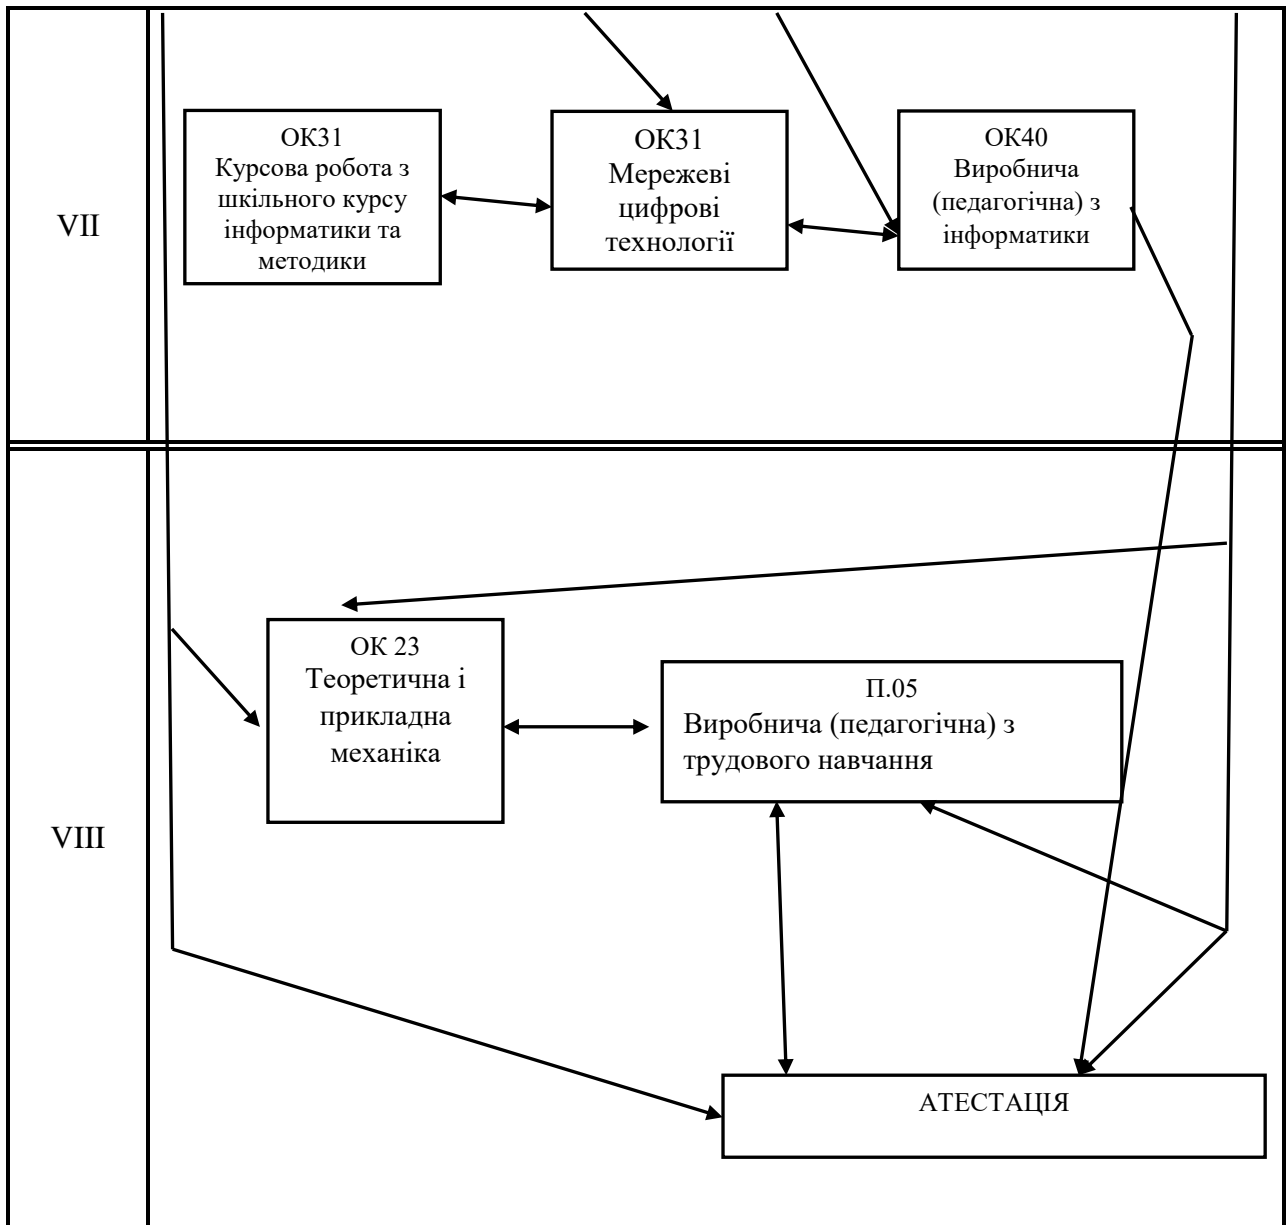 VII
ОК31
Курсова робота з
шкільного курсу
інформатики та
методики
ОК31
Мережеві
цифрові
технології
ОК40
Виробнича
(педагогічна) з
інформатики
VIII
ОК 23
Теоретична і
прикладна
механіка
П.05
Виробнича (педагогічна) з
трудового навчання
АТЕСТАЦІЯ